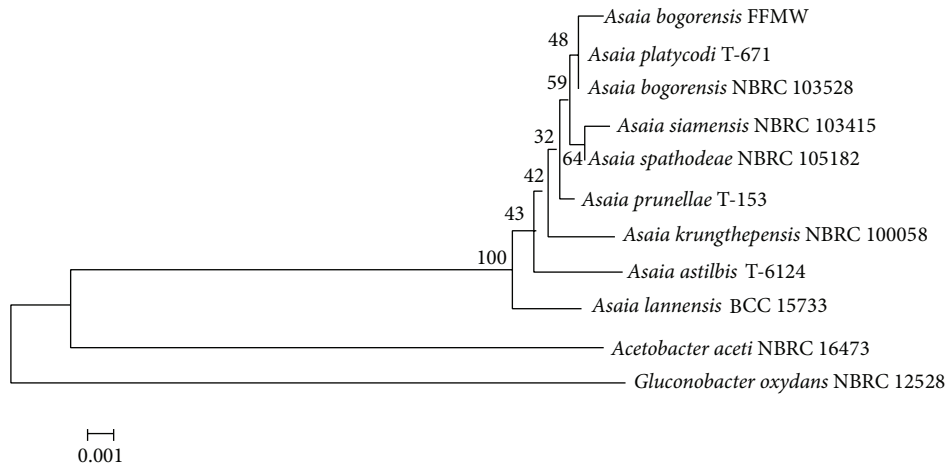 Asaia bogorensis FFMW
48
Asaia platycodi T-671
59
Asaia bogorensis NBRC 103528
Asaia siamensis NBRC 103415
32
64 Asaia spathodeae NBRC 105182
42
Asaia prunellae T-153
43
Asaia krungthepensis NBRC 100058
100
Asaia astilbis T-6124
Asaia lannensis BCC 15733
Acetobacter aceti NBRC 16473
Gluconobacter oxydans NBRC 12528
0.001